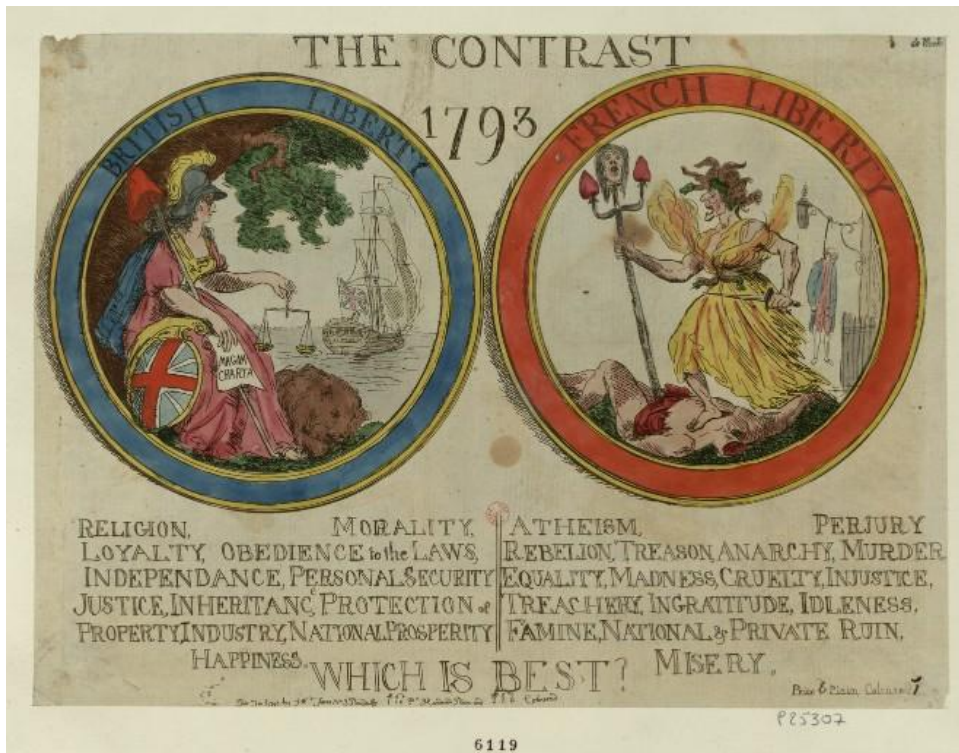 THE CONTRAST
1793
BRITISH LIBERTY
FRENCH LIBERTY
MAGNA
CHARTA
RELIGION, MORALITY,
LOYALTY, OBEDIENCE to the LAWS,
INDEPENDANCE, PERSONAL SECURITY
JUSTICE, INHERITANCE, PROTECTION of
PROPERTY, INDUSTRY, NATIONAL PROSPERITY
HAPPINESS.
ATHEISM, PERJURY
REBELION, TREASON, ANARCHY, MURDER
EQUALITY, MADNESS, CRUELTY, INJUSTICE,
TREACHERY, INGRATITUDE, IDLENESS,
FAMINE, NATIONAL & PRIVATE RUIN,
MISERY.
WHICH IS BEST?
Price Plain, Coloured
P25307
6119